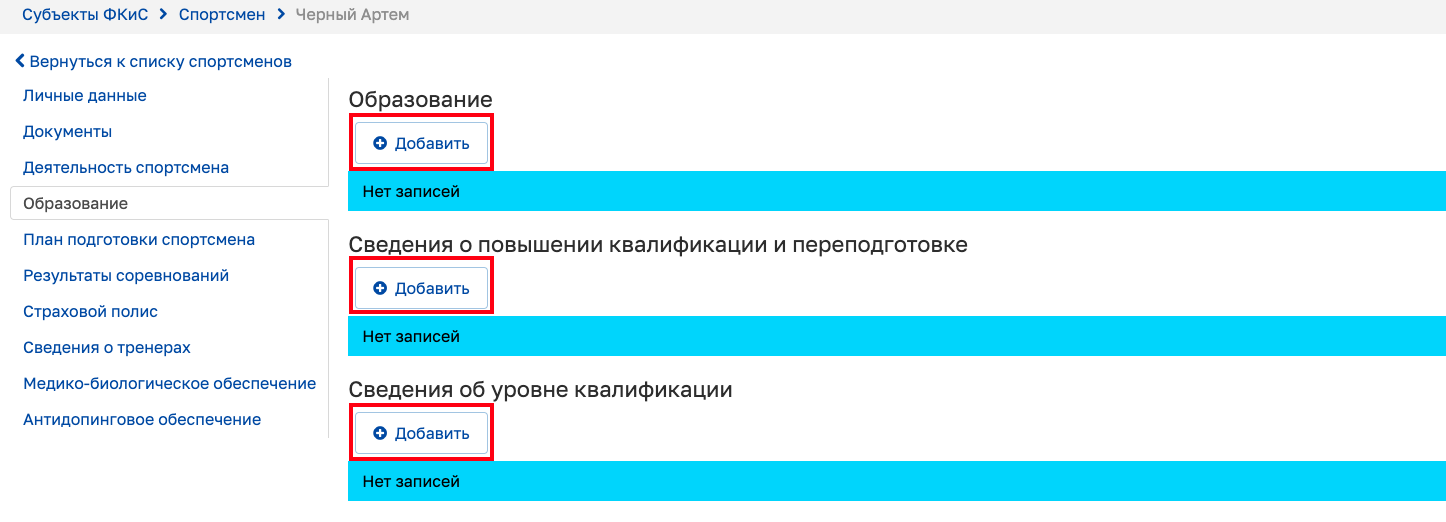 Субъекты ФКиС > Спортсмен > Черный Артем
Вернуться к списку спортсменов
Личные данные
Документы
Деятельность спортсмена
Образование
План подготовки спортсмена
Результаты соревнований
Страховой полис
Сведения о тренерах
Медико-биологическое обеспечение
Антидопинговое обеспечение
Образование
Добавить
Нет записей
Сведения о повышении квалификации и переподготовке
Добавить
Нет записей
Сведения об уровне квалификации
Добавить
Нет записей